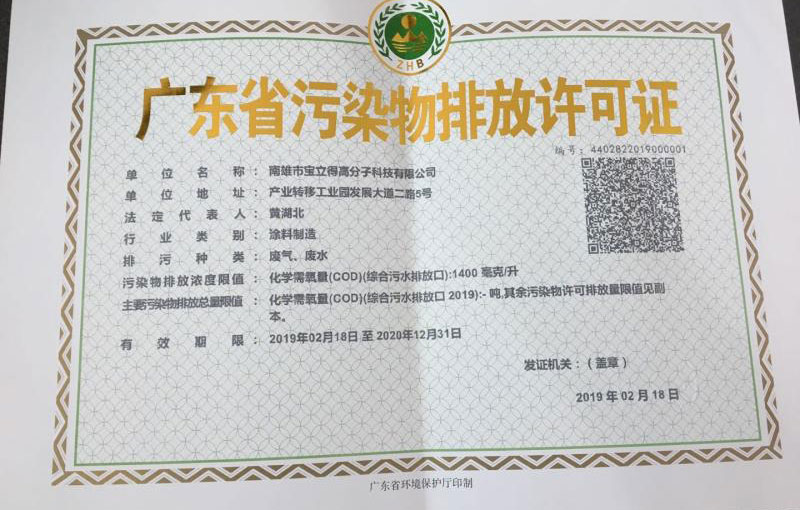 ZHB
广东省污染物排放许可证
编号：4402822019000001
单位名称：南雄市宝立得高分子科技有限公司
单位地址：产业转移工业园发展大道二路5号
法定代表人：黄湖北
行业类别：涂料制造
排污种类：废气、废水
污染物排放浓度限值：化学需氧量(COD)(综合污水排放口):1400 毫克/升
主要污染物排放总量限值：化学需氧量(COD)(综合污水排放口 2019):- 吨,其余污染物许可排放量限值见副
本。
有效期限：2019年02月18日 至 2020年12月31日
发证机关：（盖章）
2019 年 02 月 18 日
广东省环境保护厅印制